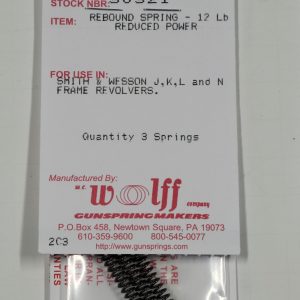 STOCK NBR: 30321
ITEM: REBOUND SPRING - 12 Lb
REDUCED POWER
FOR USE IN:
SMITH & WESSON J,K,L and N
FRAME REVOLVERS.
Quantity 3 Springs
Manufactured By:
W.C. Wolff company
GUNSPRINGMAKERS
P.O.Box 458, Newtown Square, PA 19073
610-359-9600 800-545-0077
http://www.gunsprings.com
203